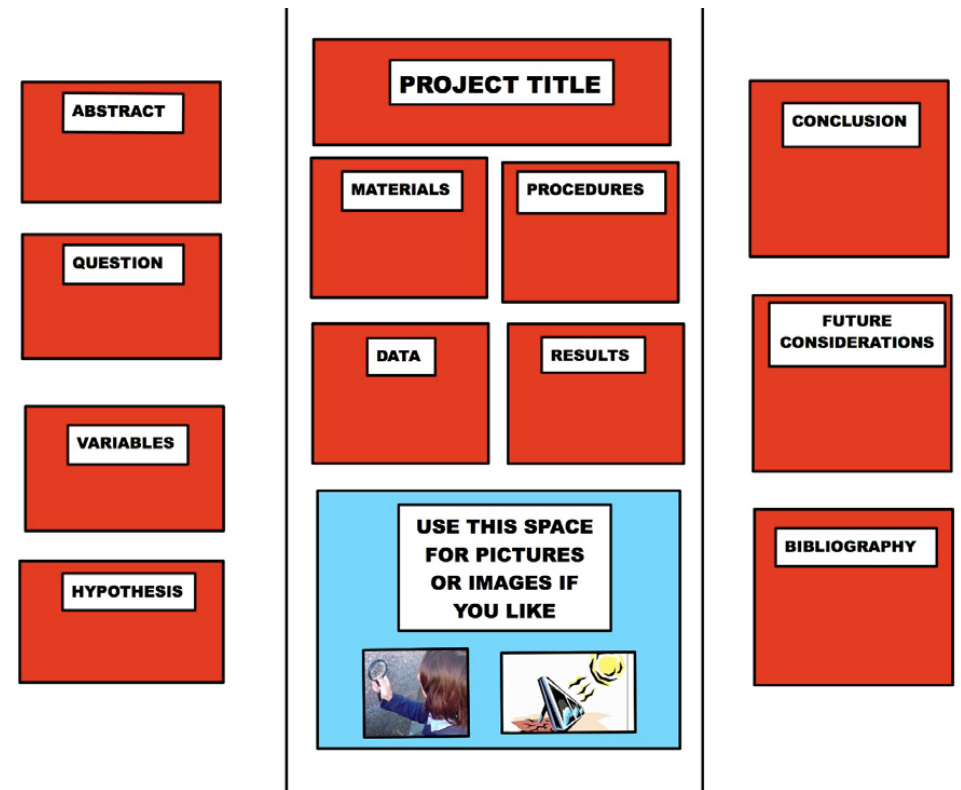 ABSTRACT
QUESTION
VARIABLES
HYPOTHESIS
PROJECT TITLE
MATERIALS
PROCEDURES
DATA
RESULTS
USE THIS SPACE
FOR PICTURES
OR IMAGES IF
YOU LIKE
CONCLUSION
FUTURE
CONSIDERATIONS
BIBLIOGRAPHY